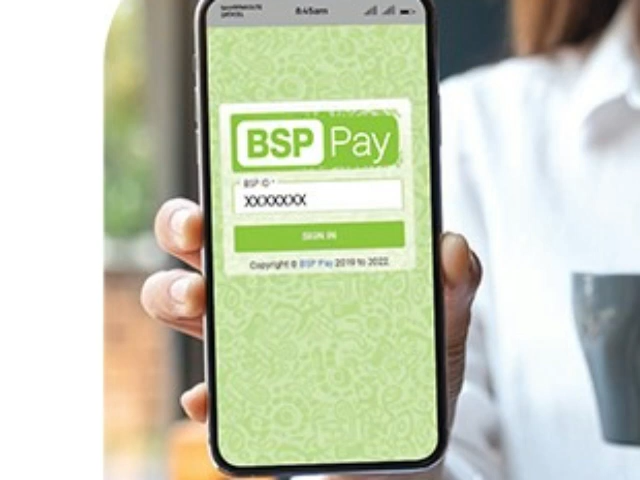 8:45am
BSP Pay
BSP ID *
XXXXXXX
SIGN IN
Copyright © BSP Pay 2019 to 2022.